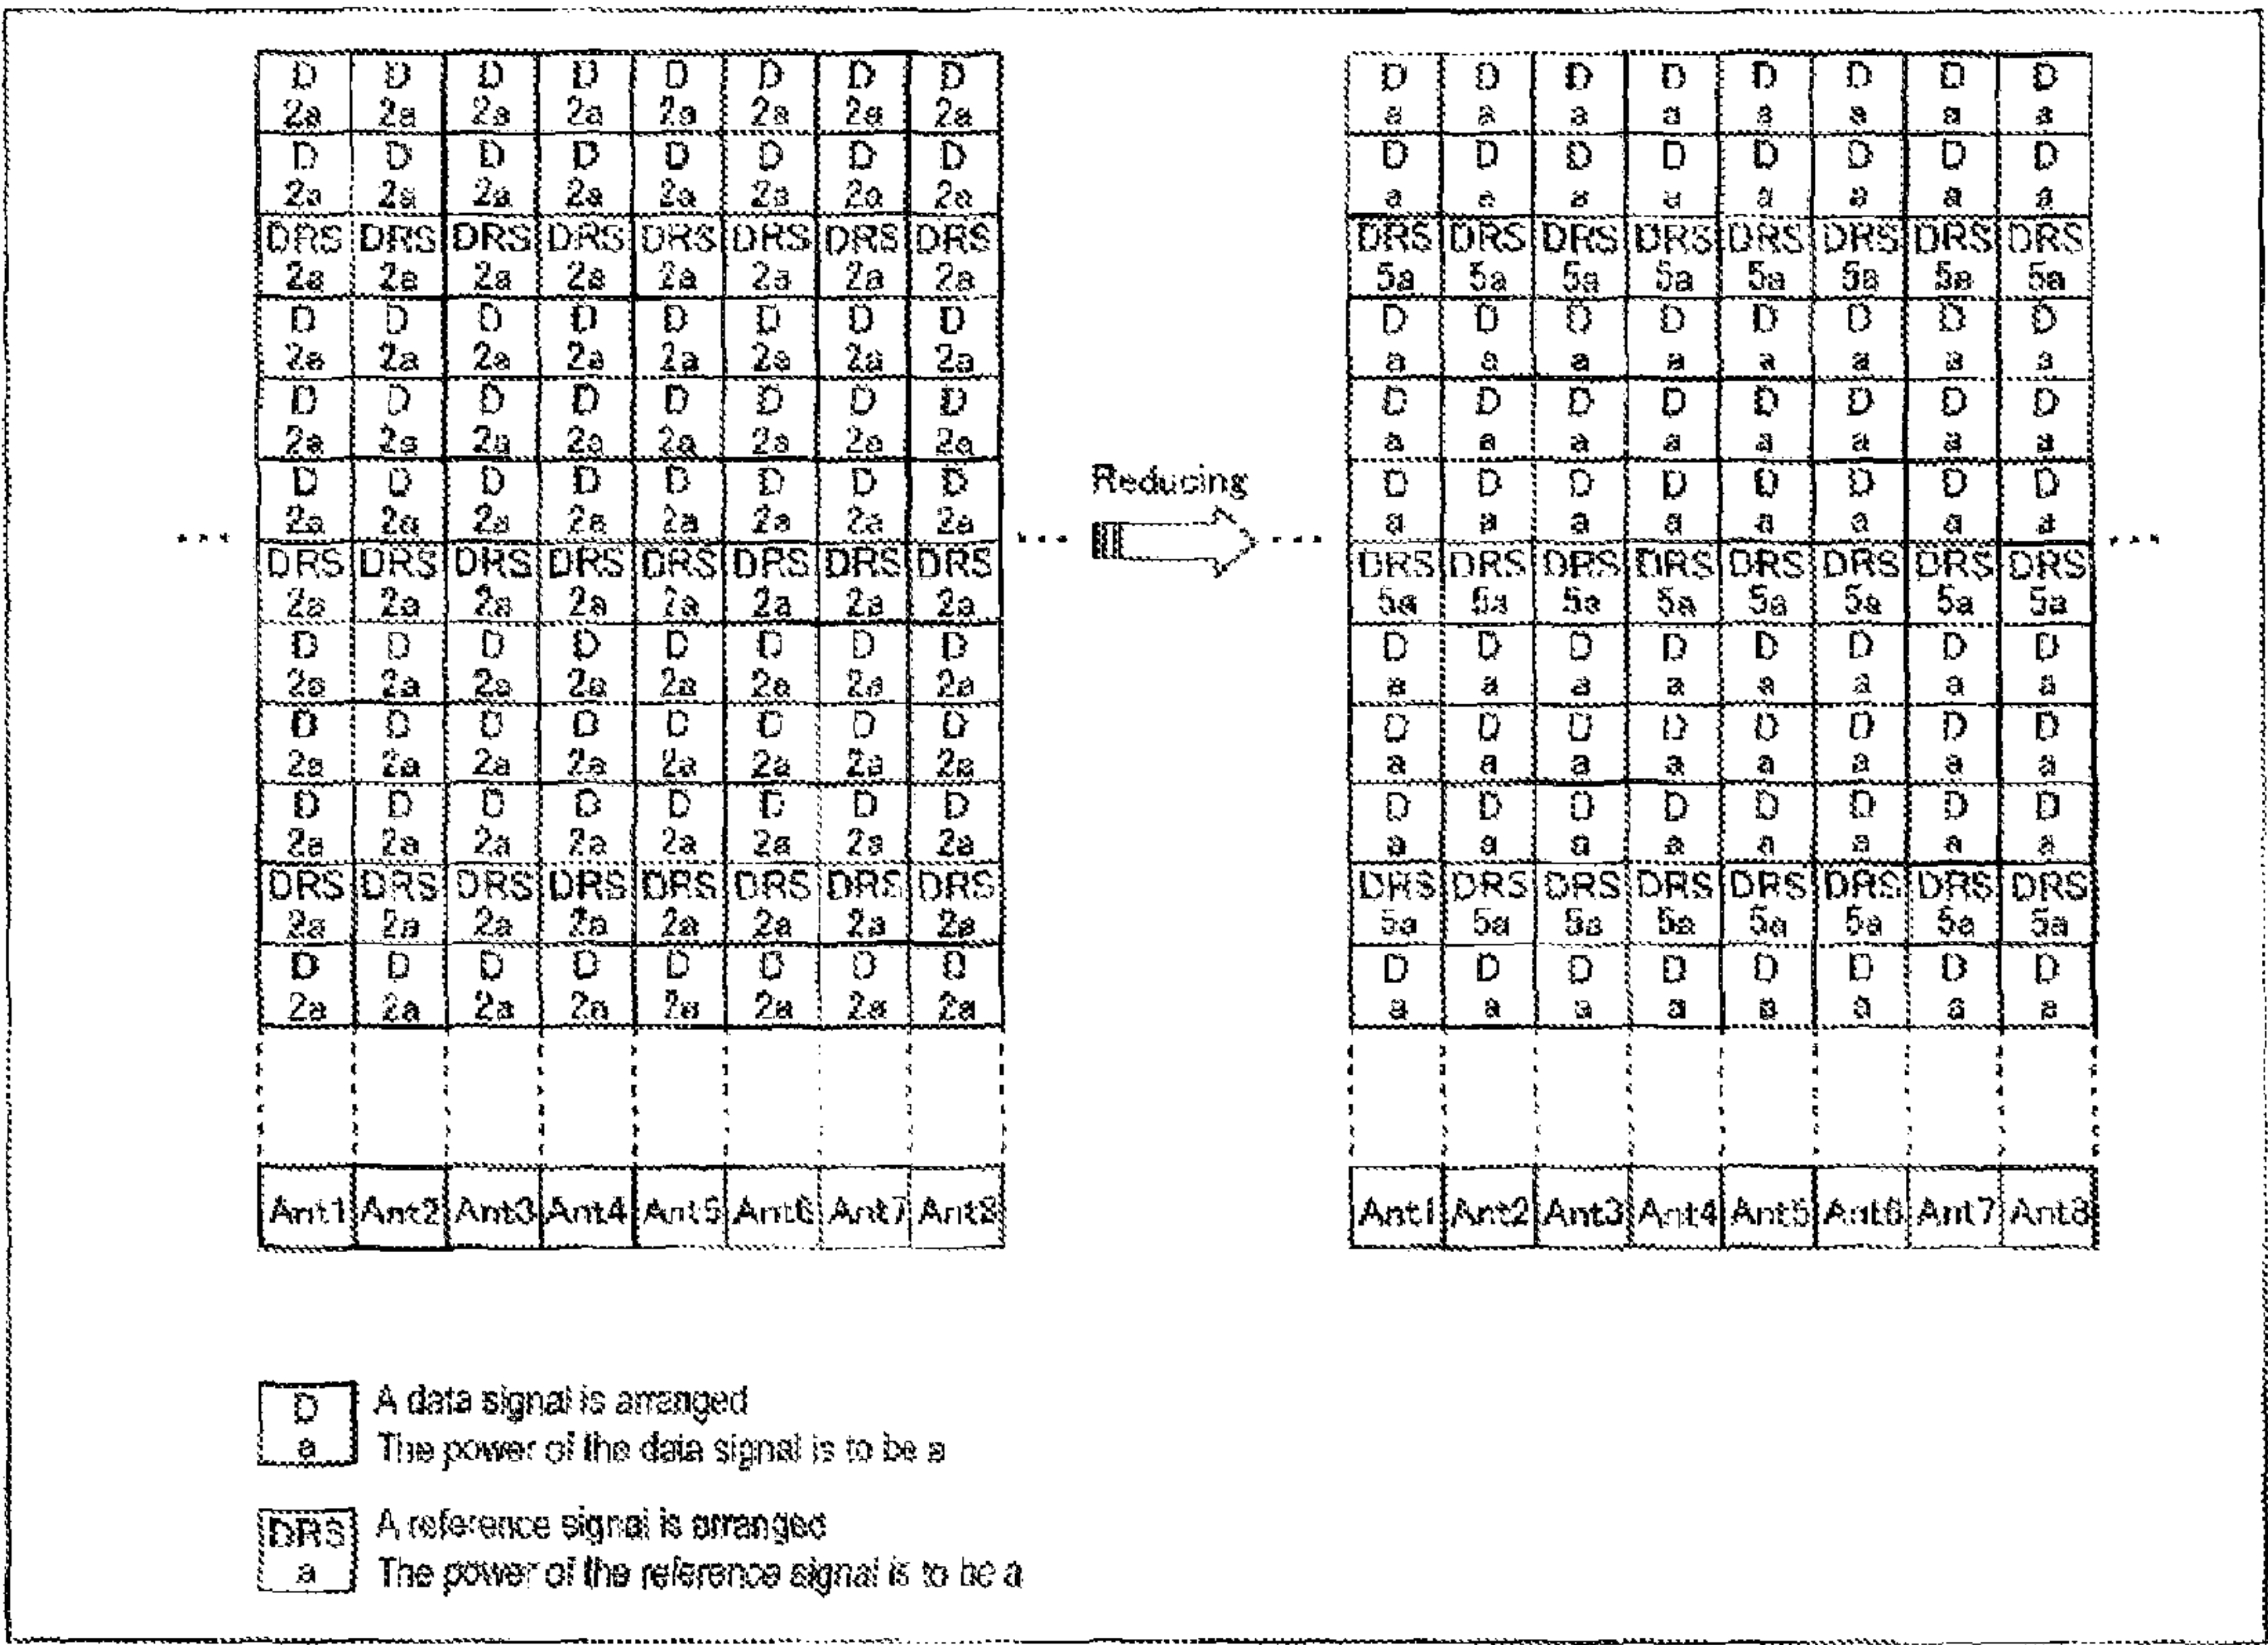 D D D D D D D D
2a 2a 2a 2a 2a 2a 2a 2a
D D D D D D D D
2a 2a 2a 2a 2a 2a 2a 2a
DRS DRS DRS DRS DRS DRS DRS DRS
2a 2a 2a 2a 2a 2a 2a 2a
D D D D D D D D
2a 2a 2a 2a 2a 2a 2a 2a
D D D D D D D D
2a 2a 2a 2a 2a 2a 2a 2a
D D D D D D D D
2a 2a 2a 2a 2a 2a 2a 2a
DRS DRS DRS DRS DRS DRS DRS DRS
2a 2a 2a 2a 2a 2a 2a 2a
D D D D D D D D
2a 2a 2a 2a 2a 2a 2a 2a
D D D D D D D D
2a 2a 2a 2a 2a 2a 2a 2a
D D D D D D D D
2a 2a 2a 2a 2a 2a 2a 2a
DRS DRS DRS DRS DRS DRS DRS DRS
2a 2a 2a 2a 2a 2a 2a 2a
D D D D D D D D
2a 2a 2a 2a 2a 2a 2a 2a
Ant1 Ant2 Ant3 Ant4 Ant5 Ant6 Ant7 Ant8
... ...
Reducing
... ...
D D D D D D D D
a a a a a a a a
D D D D D D D D
a a a a a a a a
DRS DRS DRS DRS DRS DRS DRS DRS
5a 5a 5a 5a 5a 5a 5a 5a
D D D D D D D D
a a a a a a a a
D D D D D D D D
a a a a a a a a
D D D D D D D D
a a a a a a a a
DRS DRS DRS DRS DRS DRS DRS DRS
5a 5a 5a 5a 5a 5a 5a 5a
D D D D D D D D
a a a a a a a a
D D D D D D D D
a a a a a a a a
D D D D D D D D
a a a a a a a a
DRS DRS DRS DRS DRS DRS DRS DRS
5a 5a 5a 5a 5a 5a 5a 5a
D D D D D D D D
a a a a a a a a
Ant1 Ant2 Ant3 Ant4 Ant5 Ant6 Ant7 Ant8
D A data signal is arranged
a The power of the data signal is to be a
DRS A reference signal is arranged
a The power of the reference signal is to be a